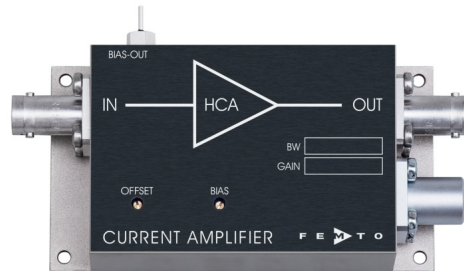 BIAS-OUT
IN HCA OUT
BW
GAIN
OFFSET BIAS
CURRENT AMPLIFIER FEMTO